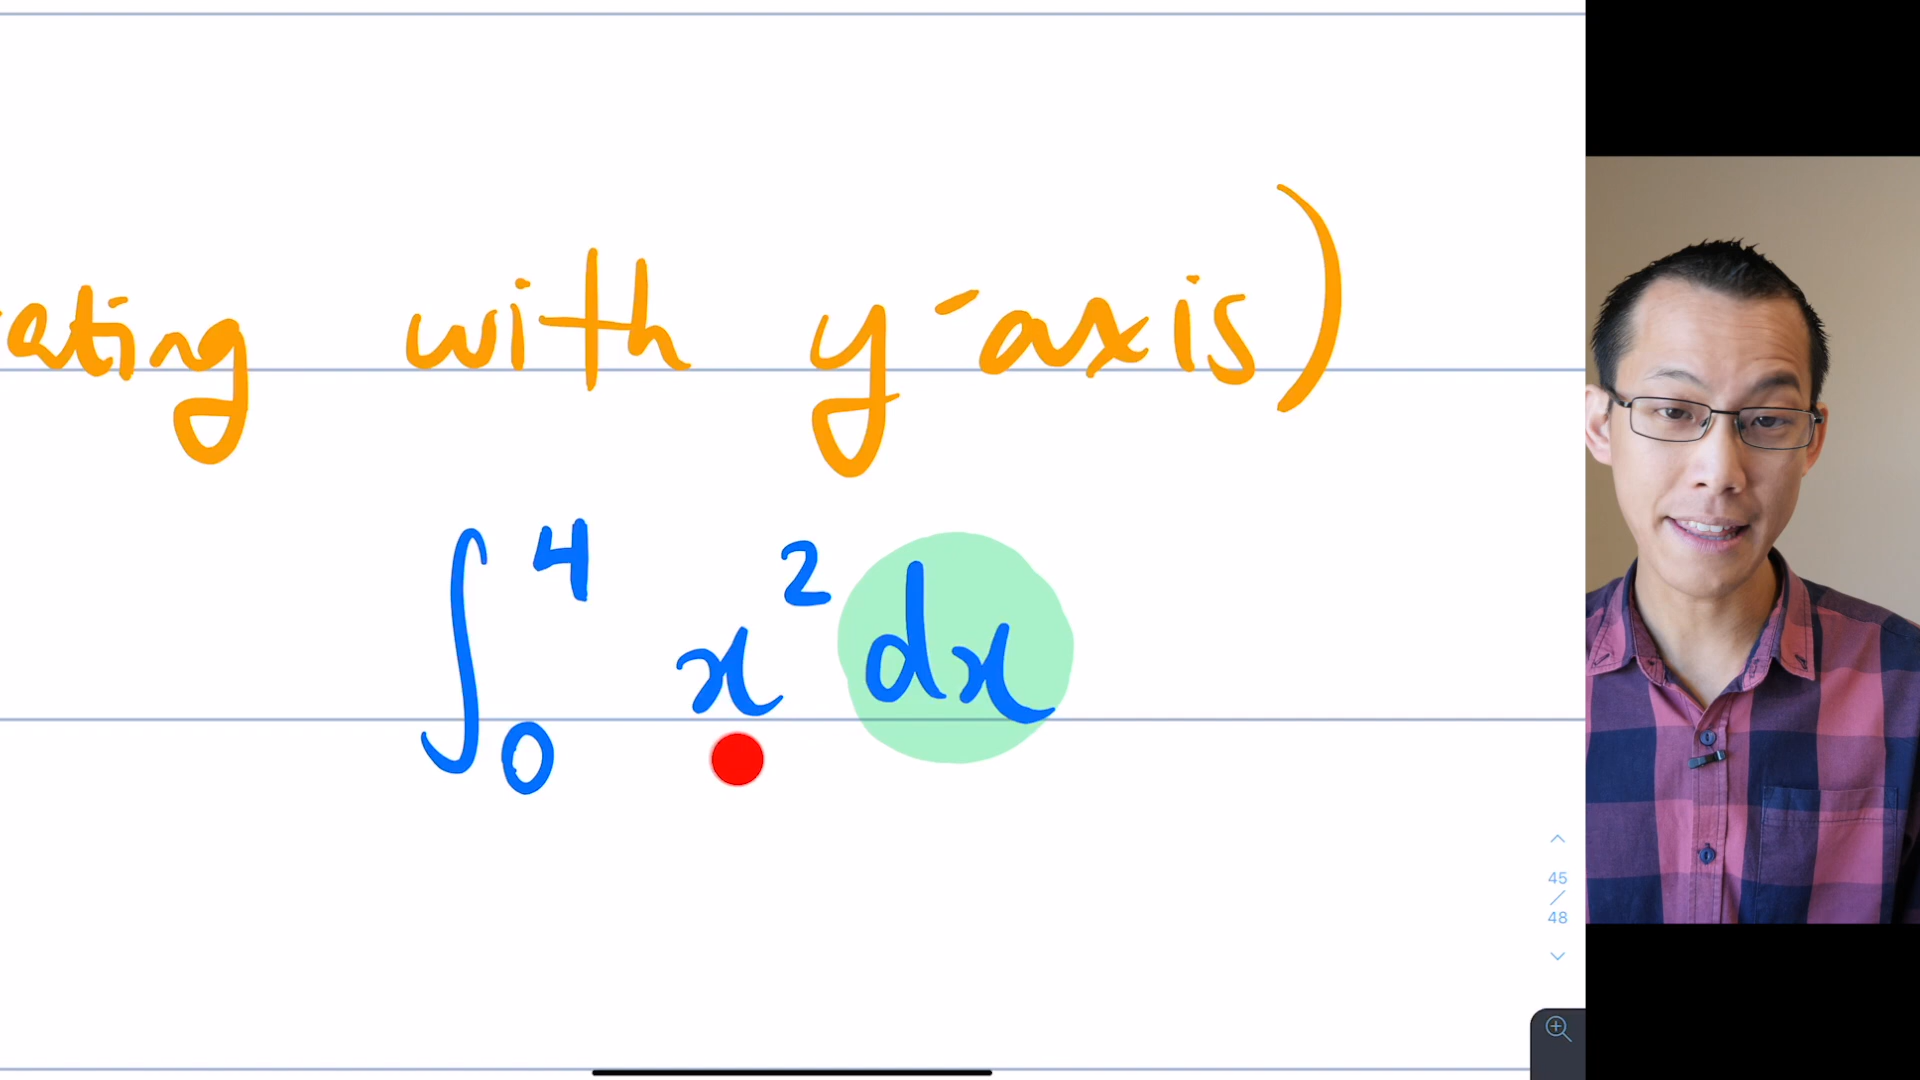 ating with y-axis)
∫₀⁴ x² dx
45
/
48